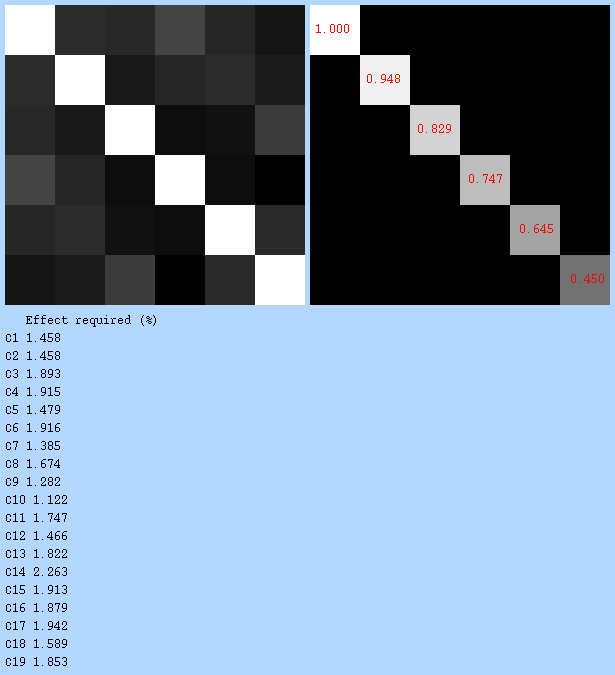 1.000
0.948
0.829
0.747
0.645
0.450
Effect required (%)
C1 1.458
C2 1.458
C3 1.893
C4 1.915
C5 1.479
C6 1.916
C7 1.385
C8 1.674
C9 1.282
C10 1.122
C11 1.747
C12 1.466
C13 1.822
C14 2.263
C15 1.913
C16 1.879
C17 1.942
C18 1.589
C19 1.853